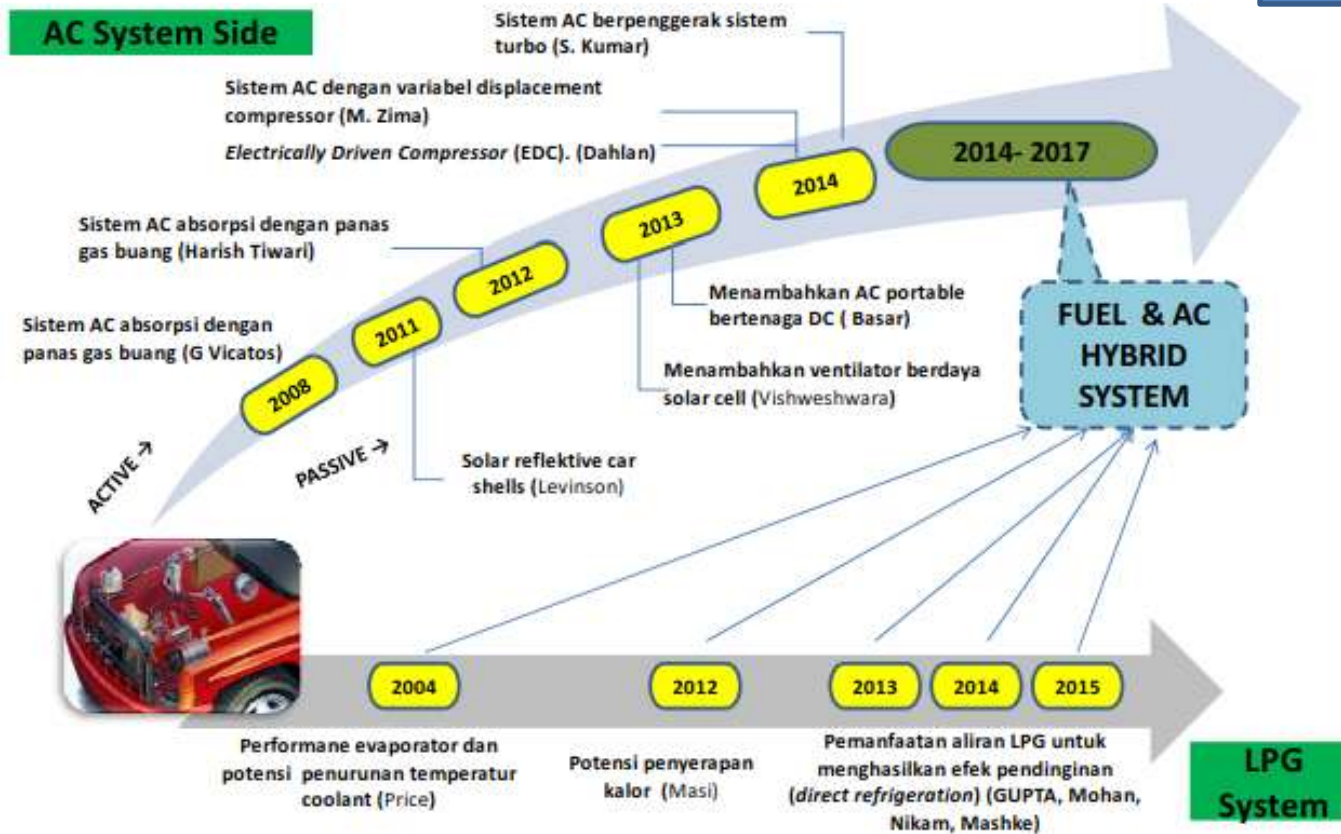 AC System Side
Sistem AC berpenggerak sistem
turbo (S. Kumar)
Sistem AC dengan variabel displacement
compressor (M. Zima)
Electrically Driven Compressor (EDC). (Dahlan)
2014- 2017
2014
Sistem AC absorpsi dengan panas
gas buang (Harish Tiwari)
2013
2012
Menambahkan AC portable
bertenaga DC ( Basar)
FUEL & AC
HYBRID
SYSTEM
Sistem AC absorpsi dengan
panas gas buang (G Vicatos)
2011
Menambahkan ventilator berdaya
solar cell (Vishweshwara)
2008
ACTIVE →
PASSIVE →
Solar reflektive car
shells (Levinson)
2004
2012
2013
2014
2015
Performane evaporator dan
potensi penurunan temperatur
coolant (Price)
Potensi penyerapan
kalor (Masi)
Pemanfaatan aliran LPG untuk
menghasilkan efek pendinginan
(direct refrigeration) (GUPTA, Mohan,
Nikam, Mashke)
LPG
System